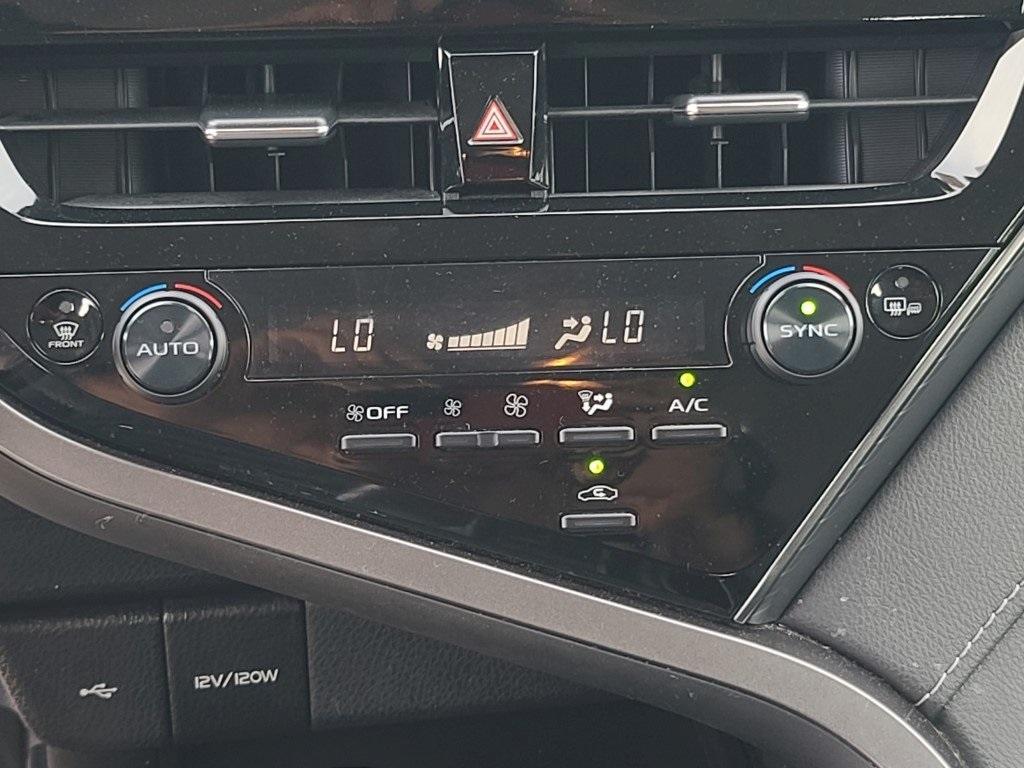 FRONT
AUTO
LO
LO
SYNC
OFF
A/C
12V/120W